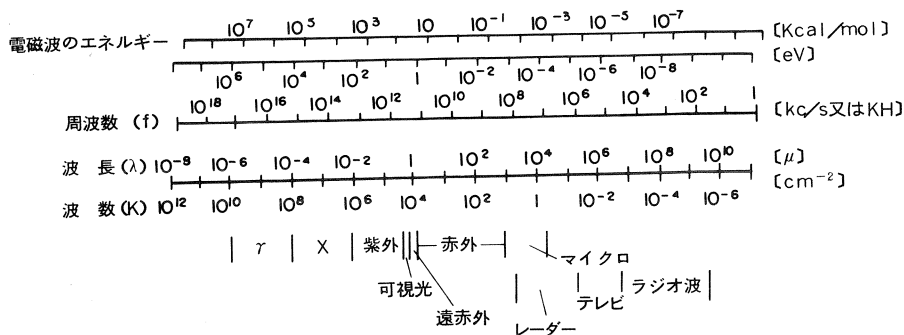 10⁷ 10⁵ 10³ 10 10⁻¹ 10⁻³ 10⁻⁵ 10⁻⁷
電磁波のエネルギー 〔Kcal/mol〕
〔eV〕
10⁶ 10⁴ 10² 1 10⁻² 10⁻⁴ 10⁻⁶ 10⁻⁸
10¹⁸ 10¹⁶ 10¹⁴ 10¹² 10¹⁰ 10⁸ 10⁶ 10⁴ 10² 1
周波数 (f) 〔kc/s又はKH〕
波 長(λ) 10⁻⁸ 10⁻⁶ 10⁻⁴ 10⁻² 1 10² 10⁴ 10⁶ 10⁸ 10¹⁰ 〔μ〕
〔cm⁻²〕
波 数(K) 10¹² 10¹⁰ 10⁸ 10⁶ 10⁴ 10² 1 10⁻² 10⁻⁴ 10⁻⁶
γ X 紫外 赤外
マイクロ
可視光
遠赤外
テレビ ラジオ波
レーダー